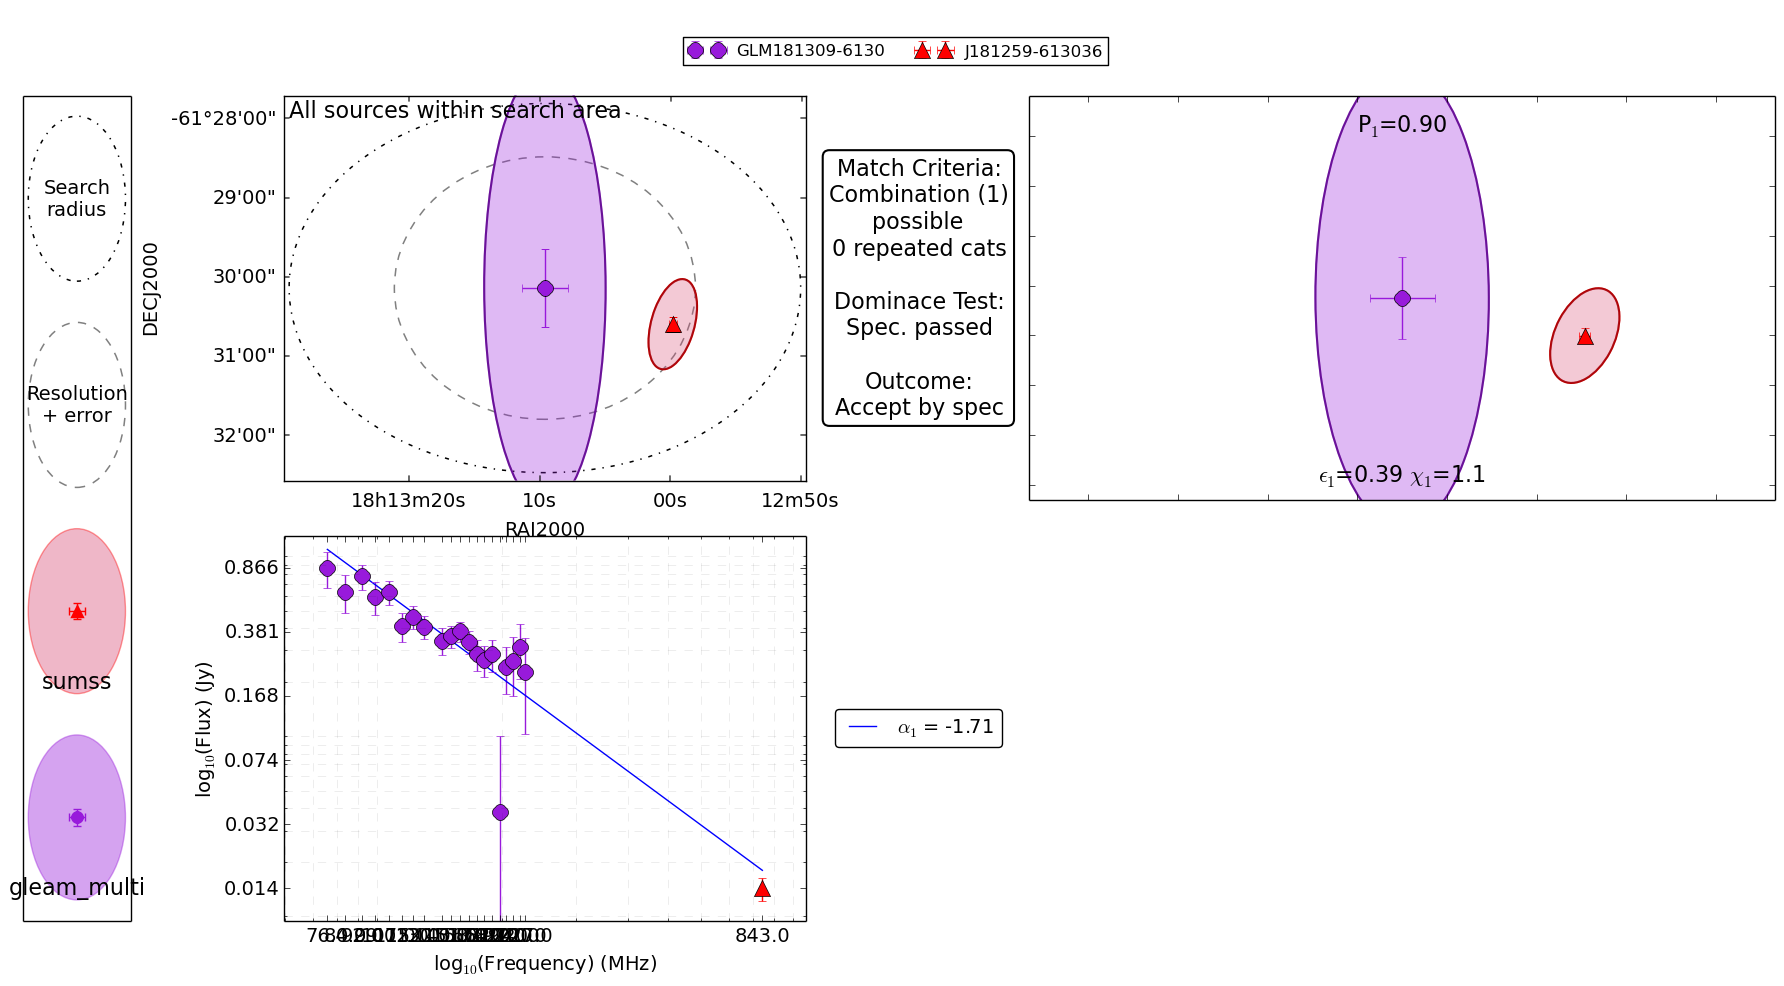 GLM181309-6130
J181259-613036
Search
radius
Resolution
+ error
sumss
gleam_multi
All sources within search area
DECJ2000
-61°28'00"
29'00"
30'00"
31'00"
32'00"
18h13m20s
10s
00s
12m50s
RAJ2000
Match Criteria:
Combination (1)
possible
0 repeated cats
Dominace Test:
Spec. passed
Outcome:
Accept by spec
P₁=0.90
ϵ₁=0.39 χ₁=1.1
log₁₀(Flux) (Jy)
0.866
0.381
0.168
0.074
0.032
0.014
843.0
log₁₀(Frequency) (MHz)
α₁ = -1.71